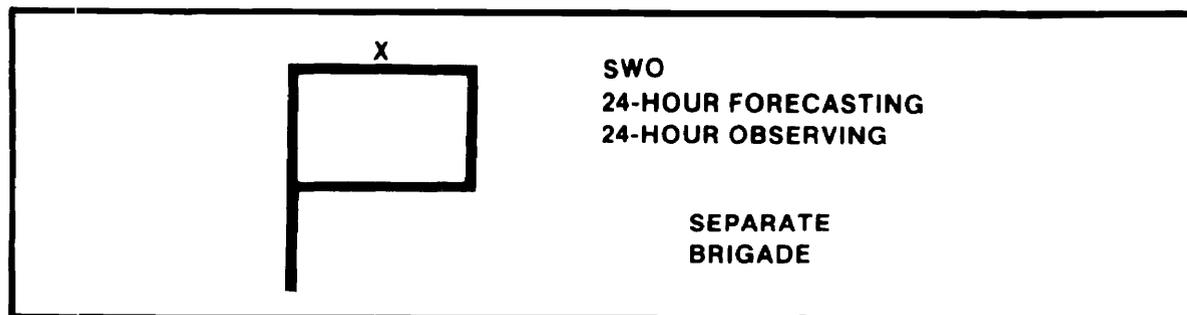 X
SWO
24-HOUR FORECASTING
24-HOUR OBSERVING
SEPARATE
BRIGADE